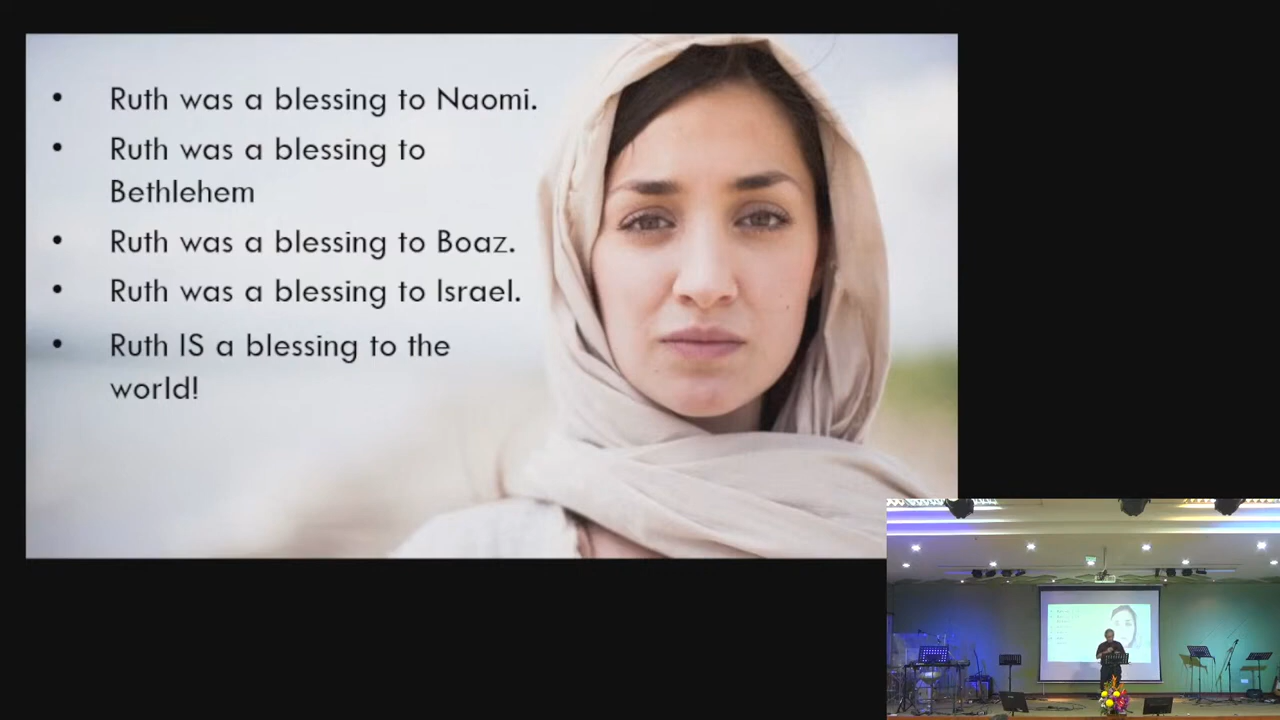 • Ruth was a blessing to Naomi.
• Ruth was a blessing to
Bethlehem
• Ruth was a blessing to Boaz.
• Ruth was a blessing to Israel.
• Ruth IS a blessing to the
world!